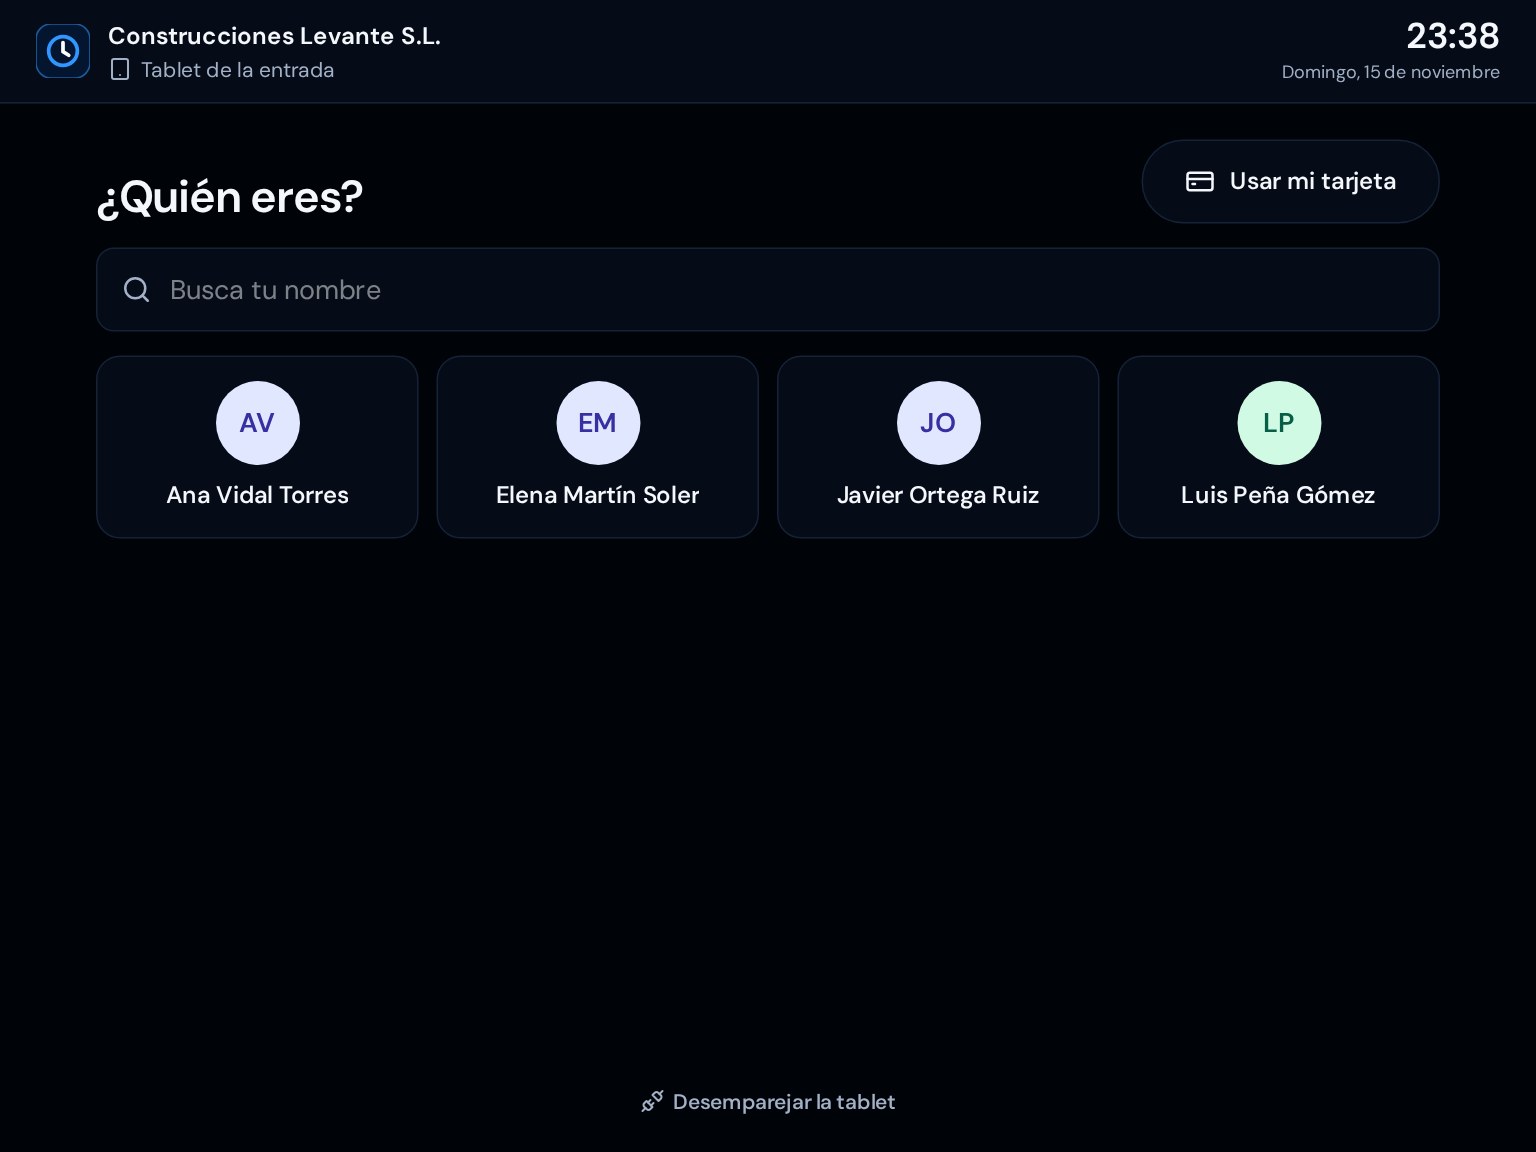 Construcciones Levante S.L.
Tablet de la entrada
23:38
Domingo, 15 de noviembre
¿Quién eres?
Usar mi tarjeta
Busca tu nombre
AV
Ana Vidal Torres
EM
Elena Martín Soler
JO
Javier Ortega Ruiz
LP
Luis Peña Gómez
Desemparejar la tablet